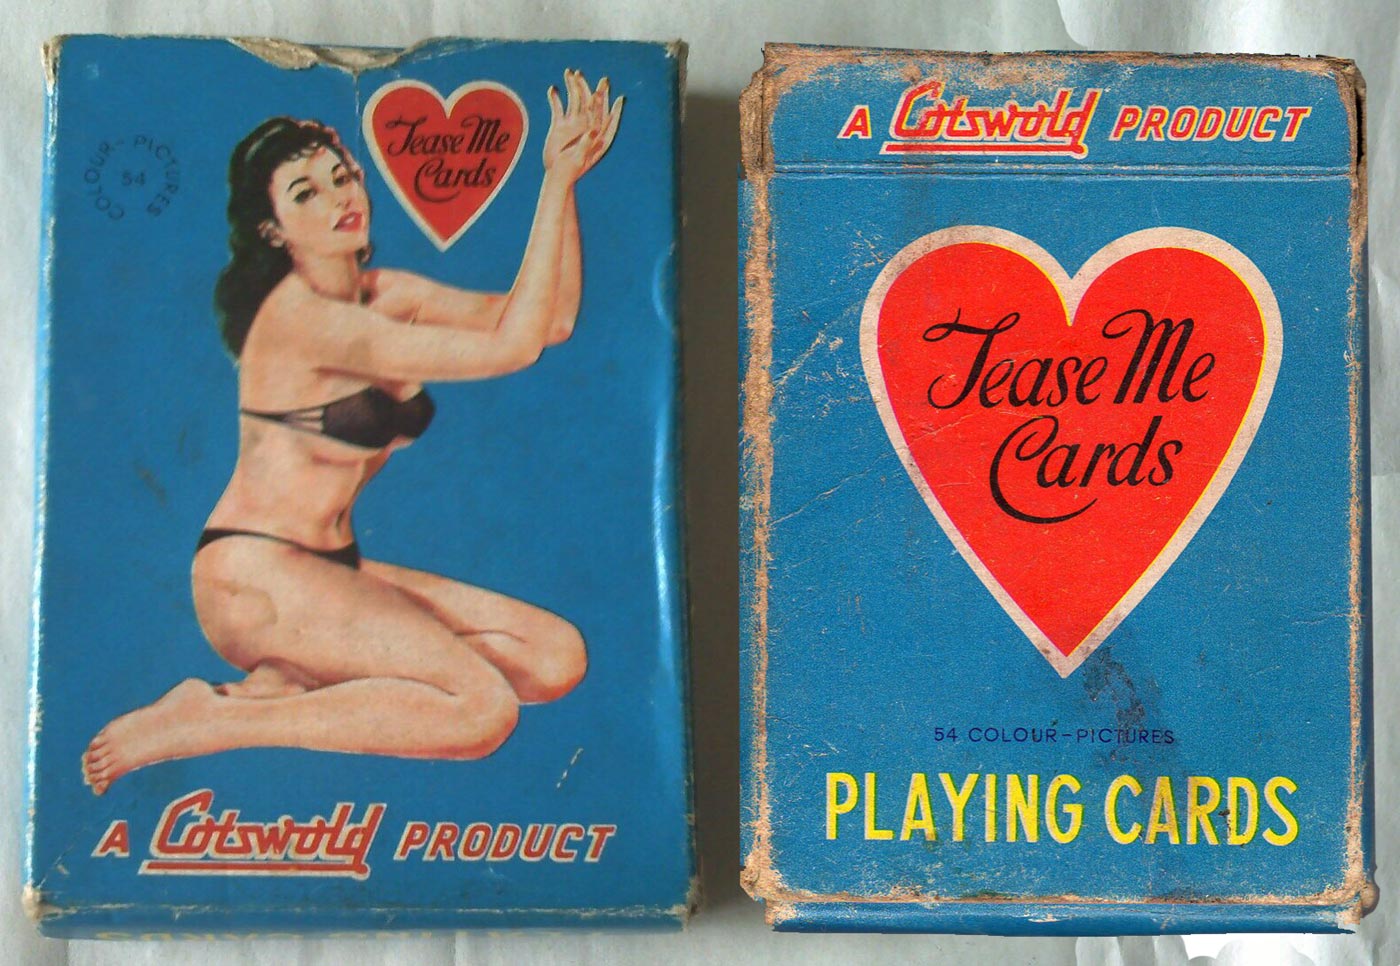 Tease Me
Cards
COLOUR-PICTURES
54
A Cotswold PRODUCT
A Cotswold PRODUCT
Tease Me
Cards
54 COLOUR-PICTURES
PLAYING CARDS